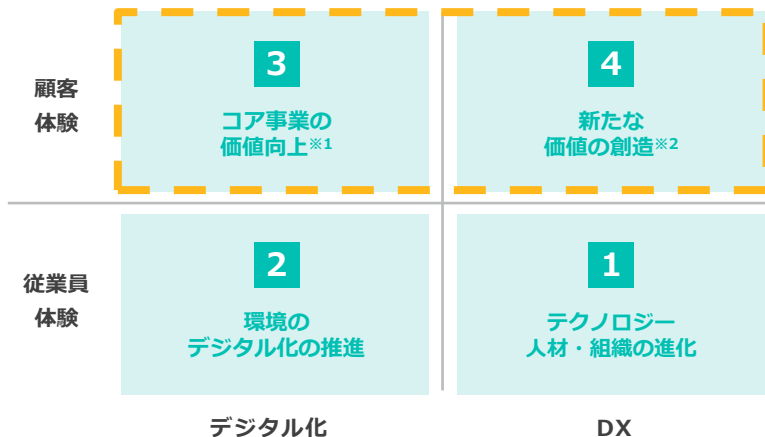 顧客
体験
3
コア事業の
価値向上※1
4
新たな
価値の創造※2
従業員
体験
2
環境の
デジタル化の推進
1
テクノロジー
人材・組織の進化
デジタル化
DX